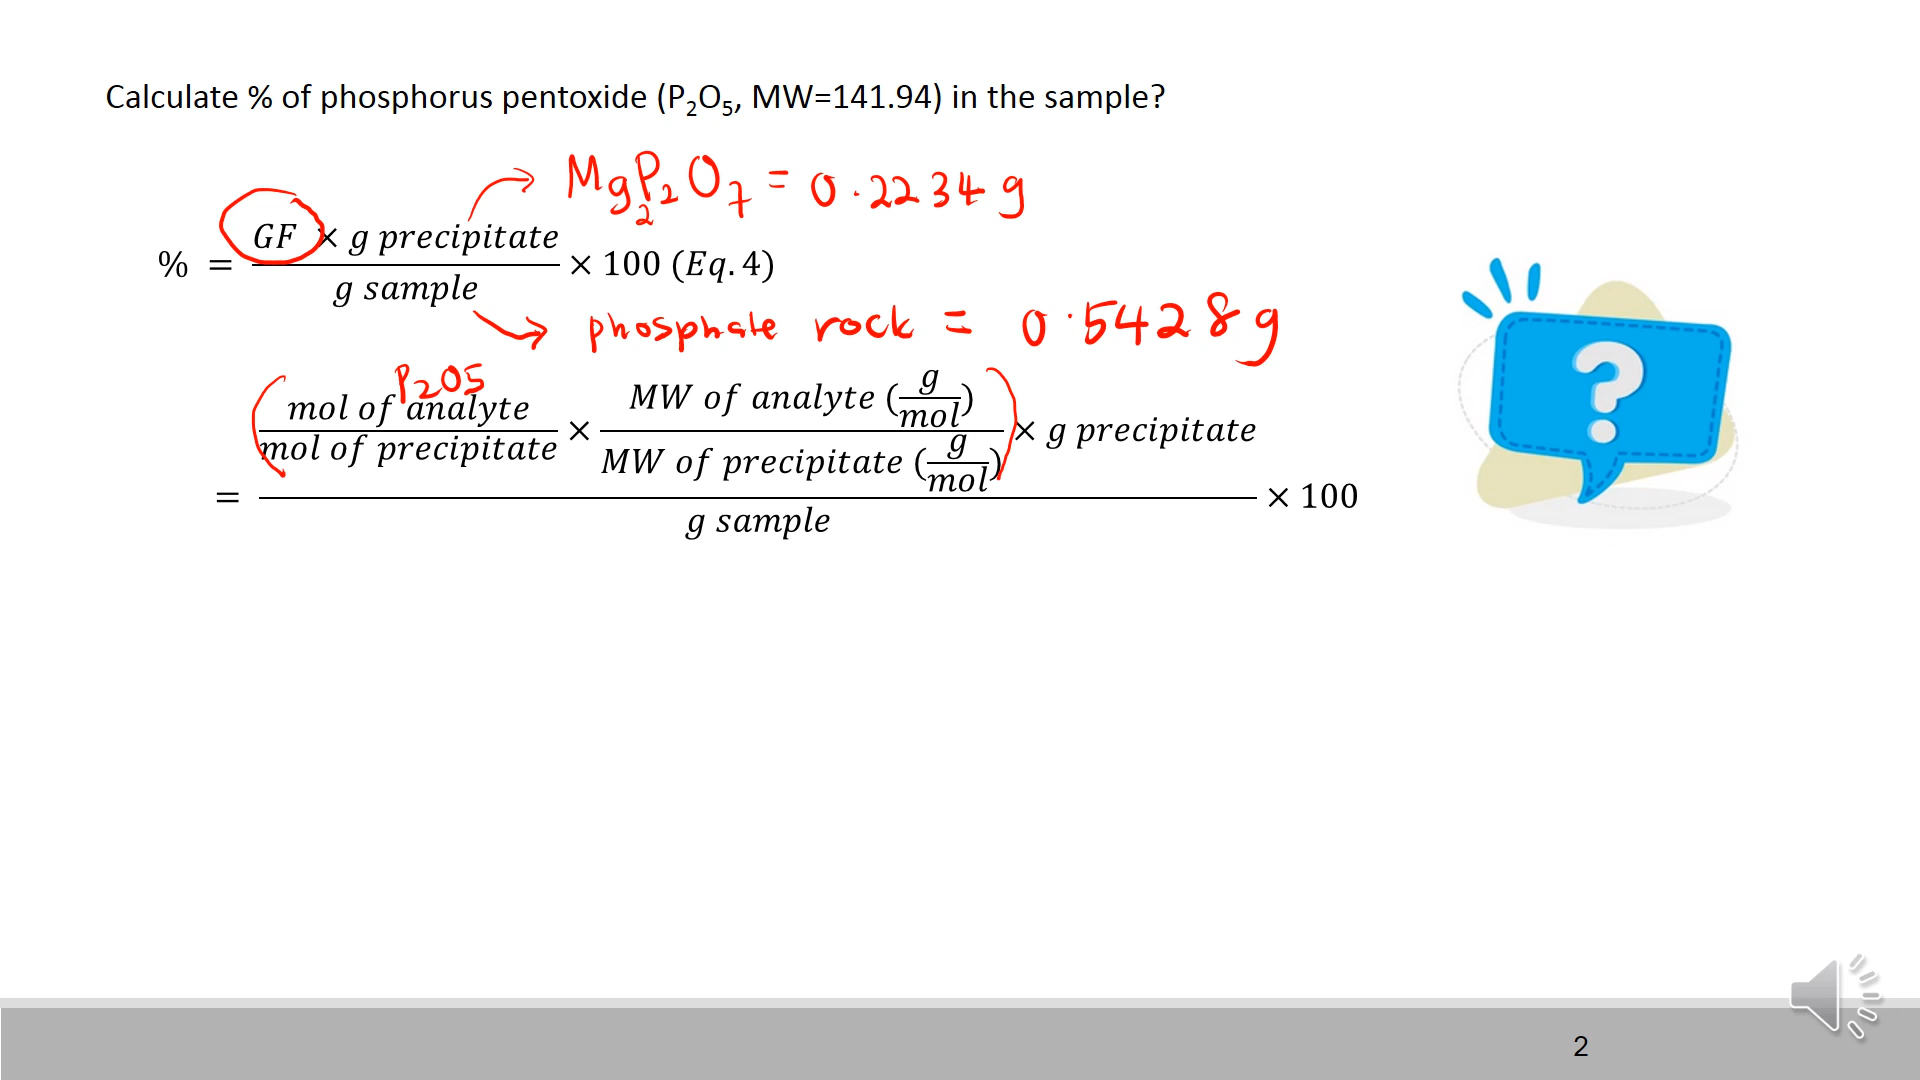 Calculate % of phosphorus pentoxide (P₂O₅, MW=141.94) in the sample?
Mg₂P₂O₇ = 0.2234 g
% = GF × g precipitate / g sample × 100 (Eq. 4)
phosphate rock = 0.5428 g
P2O5
= mol of analyte / mol of precipitate × MW of analyte (g/mol) / MW of precipitate (g/mol) × g precipitate / g sample × 100
?
2